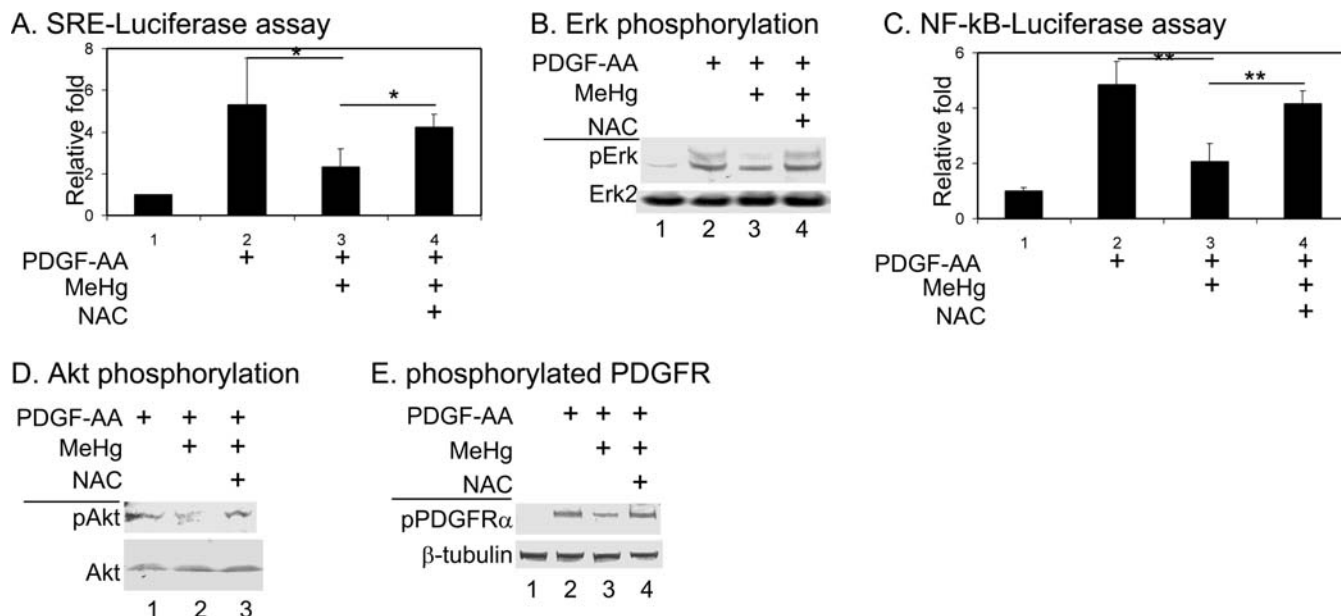 A. SRE-Luciferase assay
Relative fold
8
6
4
2
0
*
*
1 2 3 4
PDGF-AA + + +
MeHg + +
NAC +
B. Erk phosphorylation
PDGF-AA + + +
MeHg + +
NAC +
pErk
Erk2
1 2 3 4
C. NF-kB-Luciferase assay
Relative fold
6
4
2
0
**
**
1 2 3 4
PDGF-AA + + +
MeHg + +
NAC +
D. Akt phosphorylation
PDGF-AA + + +
MeHg + +
NAC +
pAkt
Akt
1 2 3
E. phosphorylated PDGFR
PDGF-AA + + +
MeHg + +
NAC +
pPDGFRα
β-tubulin
1 2 3 4